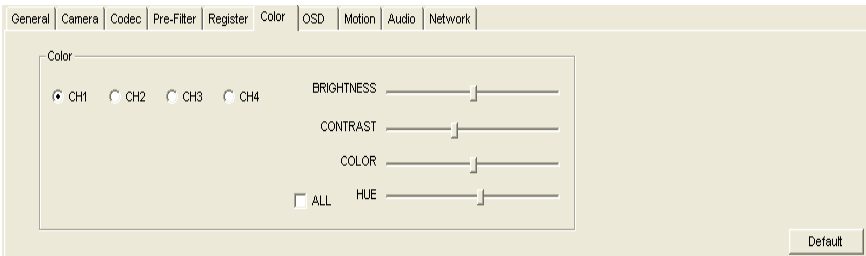 General Camera Codec Pre-Filter Register Color OSD Motion Audio Network
Color
CH1 CH2 CH3 CH4
BRIGHTNESS
CONTRAST
COLOR
ALL HUE
Default